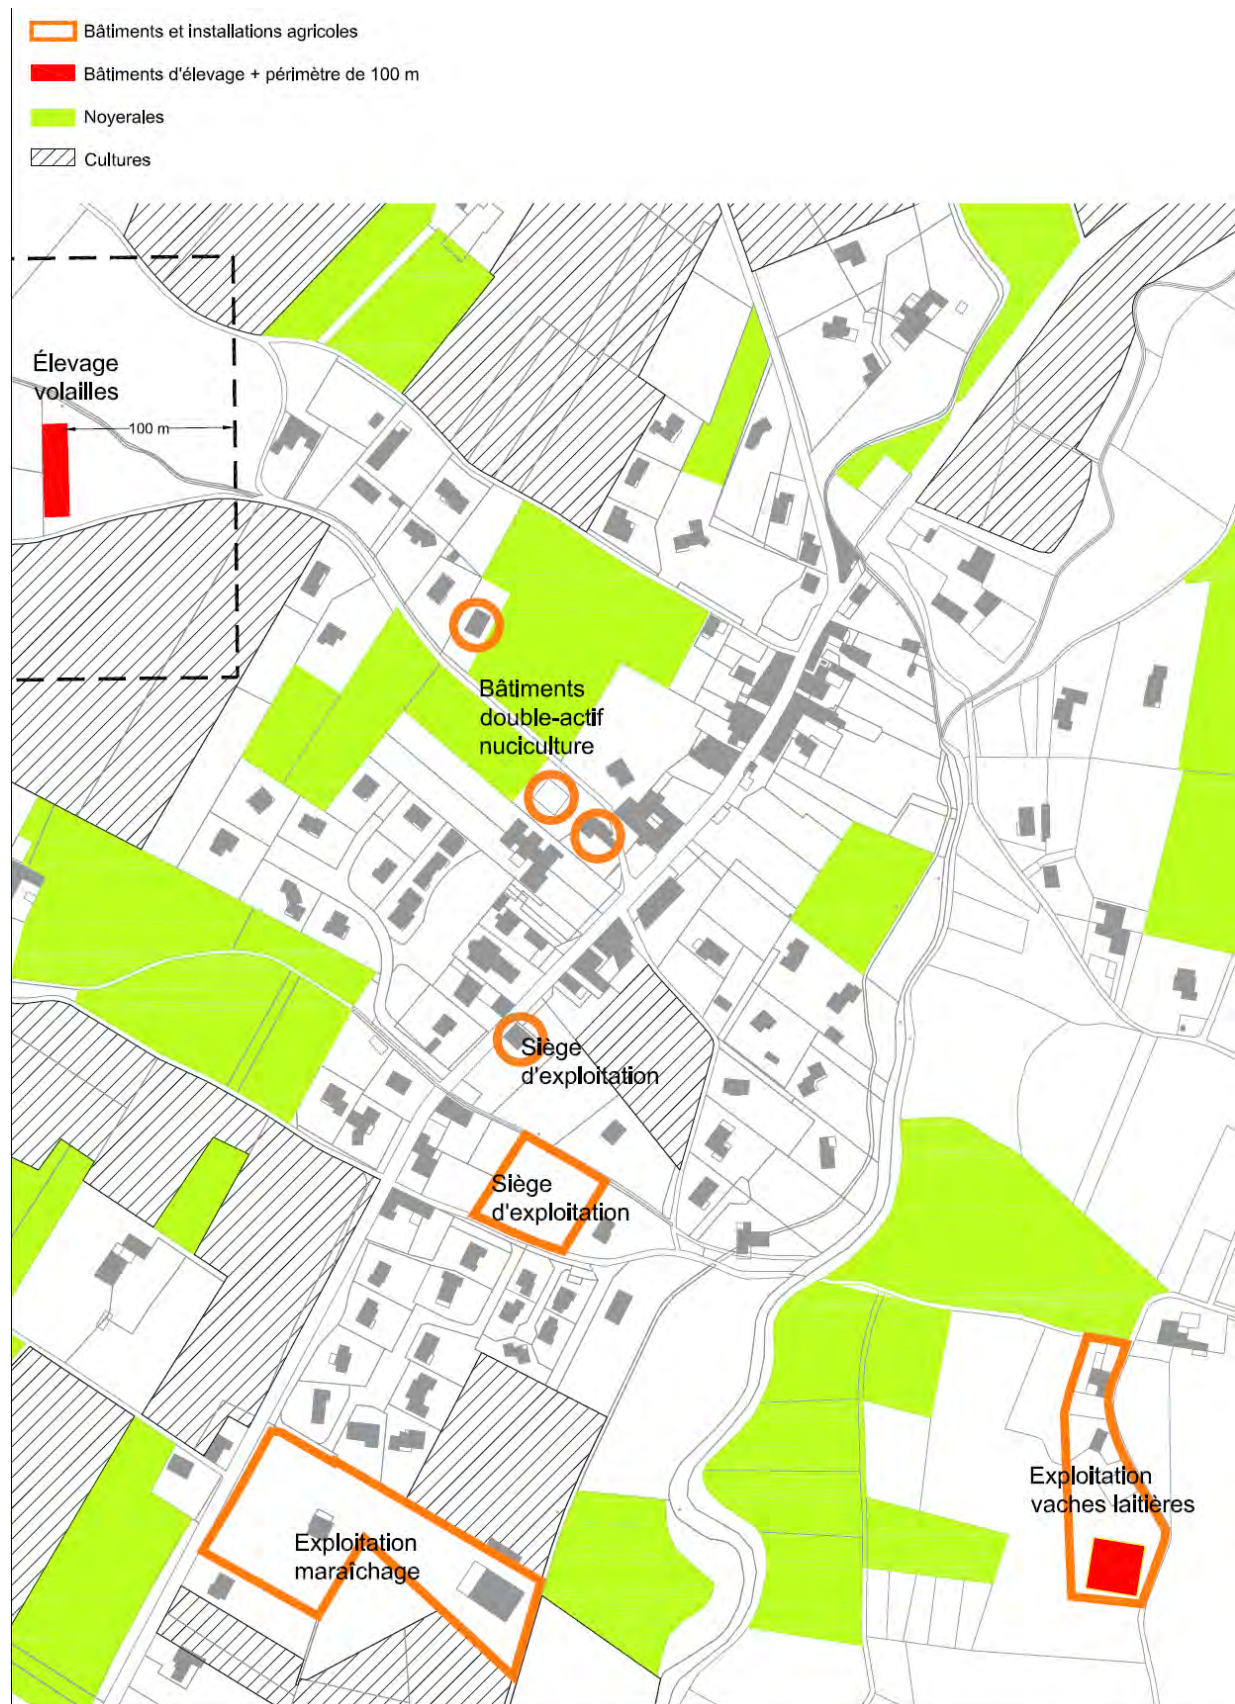 Bâtiments et installations agricoles
Bâtiments d'élevage + périmètre de 100 m
Noyerales
Cultures
Élevage
volailles
100 m
Bâtiments
double-actif
nuciculture
Siège
d'exploitation
Siège
d'exploitation
Exploitation
vaches laitières
Exploitation
maraîchage